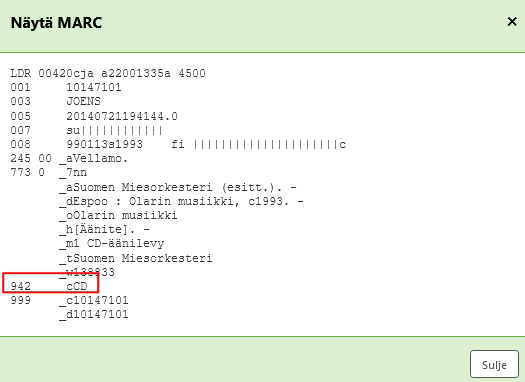 Näytä MARC ×
LDR 00420cja a22001335a 4500
001 10147101
003 JOENS
005 20140721194144.0
007 su||||||||||||
008 990113s1993 fi |||||||||||||||||||||c
245 00 _aVellamo.
773 0 _7nn
_aSuomen Miesorkesteri (esitt.). -
_dEspoo : Olarin musiikki, c1993. -
_oOlarin musiikki
_h[Äänite]. -
_m1 CD-äänilevy
_tSuomen Miesorkesteri
_w138833
942 _cCD
999 _c10147101
_d10147101
Sulje